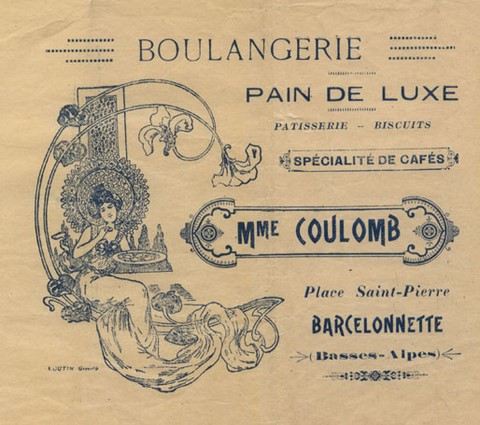 BOULANGERIE
PAIN DE LUXE
PATISSERIE - BISCUITS
SPÉCIALITÉ DE CAFÉS
MME COULOMB
Place Saint-Pierre
BARCELONNETTE
(Basses-Alpes)